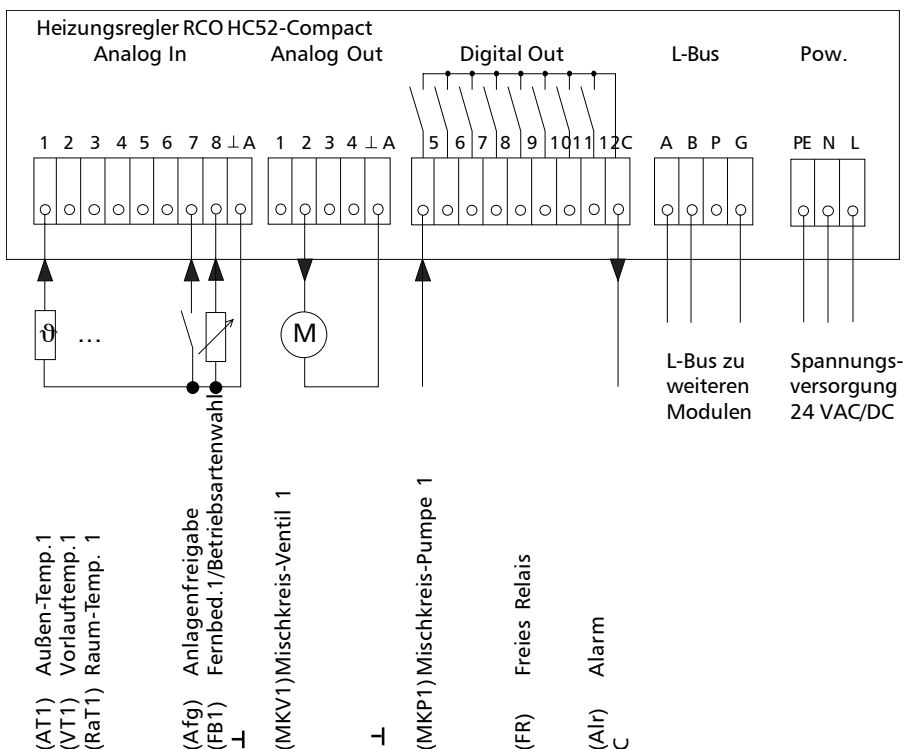 Heizungsregler RCO HC52-Compact
Analog In Analog Out Digital Out L-Bus Pow.
1 2 3 4 5 6 7 8 ⊥ A 1 2 3 4 ⊥ A 5 6 7 8 9 10 11 12 C A B P G PE N L
ϑ ... M
L-Bus zu
weiteren
Modulen
Spannungs-
versorgung
24 VAC/DC
(AT1) Außen-Temp.1
(VT1) Vorlauftemp.1
(RaT1) Raum-Temp. 1
(Afg) Anlagenfreigabe
(FB1) Fernbed.1/Betriebsartenwahl
⊥
(MKV1) Mischkreis-Ventil 1
⊥
(MKP1) Mischkreis-Pumpe 1
(FR) Freies Relais
(Alr) Alarm
C